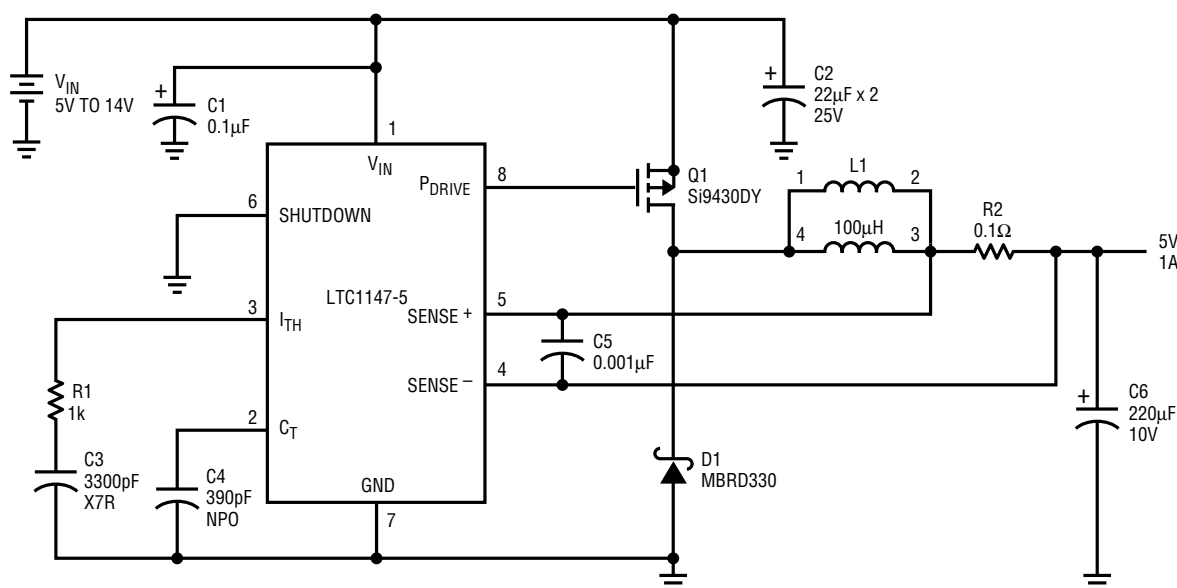 V_IN
5V TO 14V
+
C1
0.1µF
1
V_IN
+
C2
22µF x 2
25V
P_DRIVE
8
Q1
Si9430DY
6
SHUTDOWN
1
L1
2
4
100µH
3
R2
0.1Ω
5V
1A
LTC1147-5
3
I_TH
SENSE +
5
C5
0.001µF
SENSE –
4
R1
1k
2
C_T
C3
3300pF
X7R
C4
390pF
NPO
GND
7
D1
MBRD330
+
C6
220µF
10V